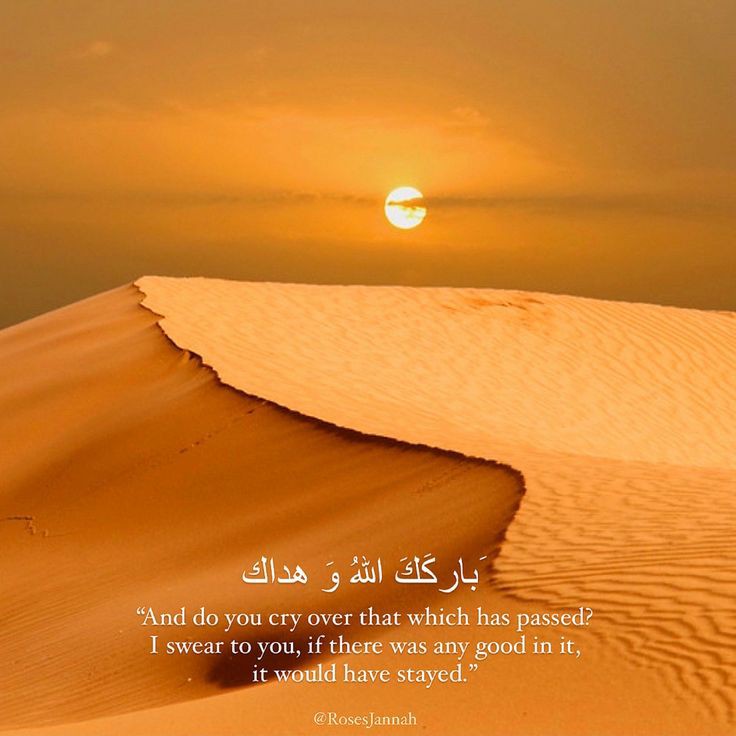 َبارَكَكَ اللهُ وَ هداك
“And do you cry over that which has passed?
I swear to you, if there was any good in it,
it would have stayed.”
@RosesJannah